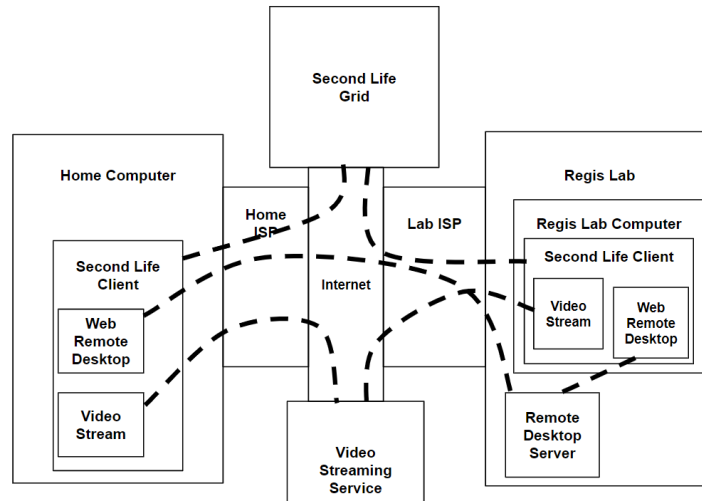 Second Life
Grid
Home Computer
Regis Lab
Home
ISP
Lab ISP
Regis Lab Computer
Second Life
Client
Second Life Client
Internet
Web
Remote
Desktop
Video
Stream
Web
Remote
Desktop
Video
Stream
Remote
Desktop
Server
Video
Streaming
Service